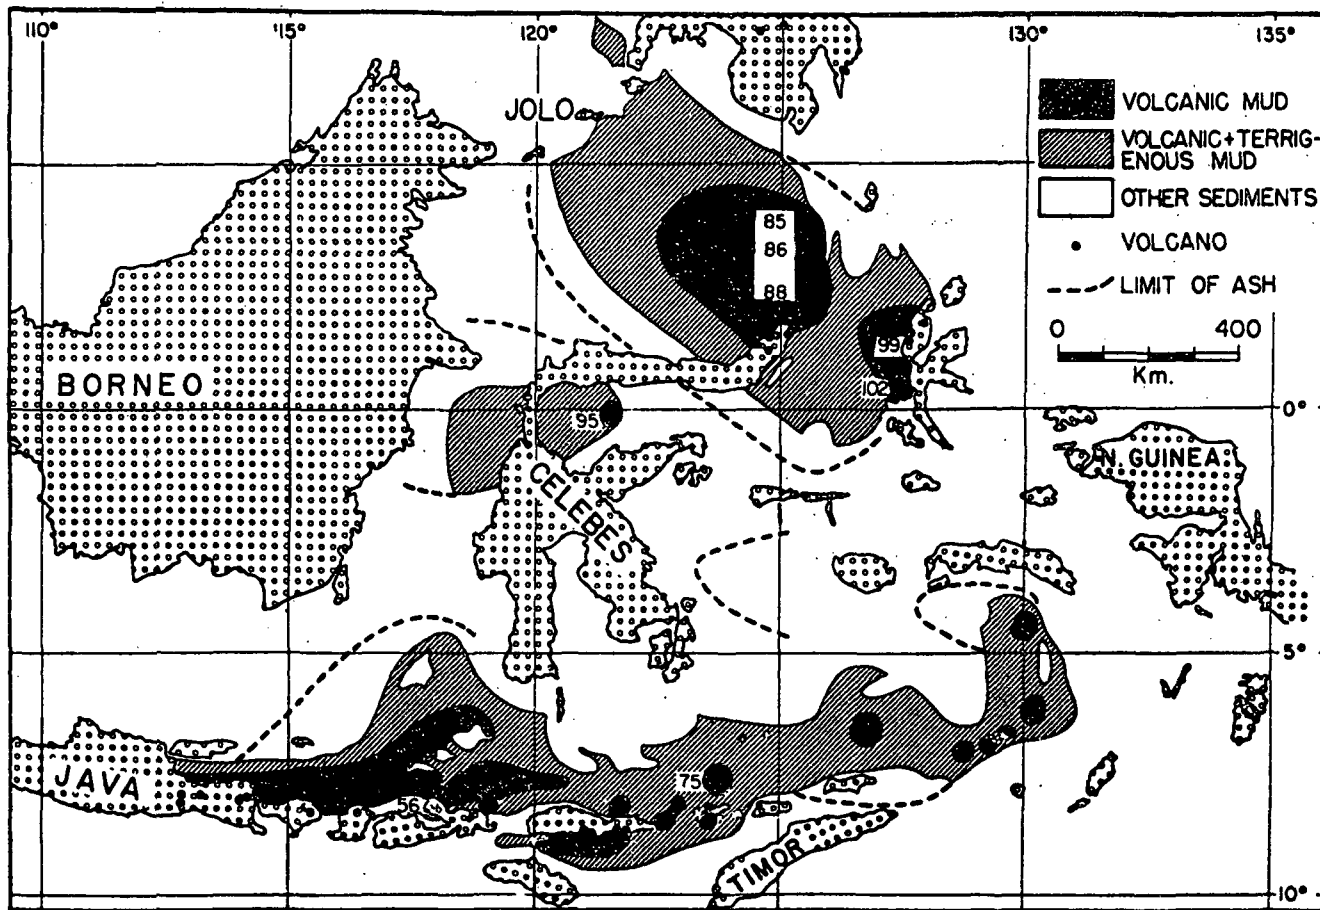 110° 115° 120° 130° 135°
JOLO
VOLCANIC MUD
VOLCANIC+TERRIG-
ENOUS MUD
OTHER SEDIMENTS
VOLCANO
LIMIT OF ASH
0 400
Km.
85
86
88
99
102
BORNEO
95
0°
N. GUINEA
CELEBES
5°
75
JAVA
56
TIMOR
10°